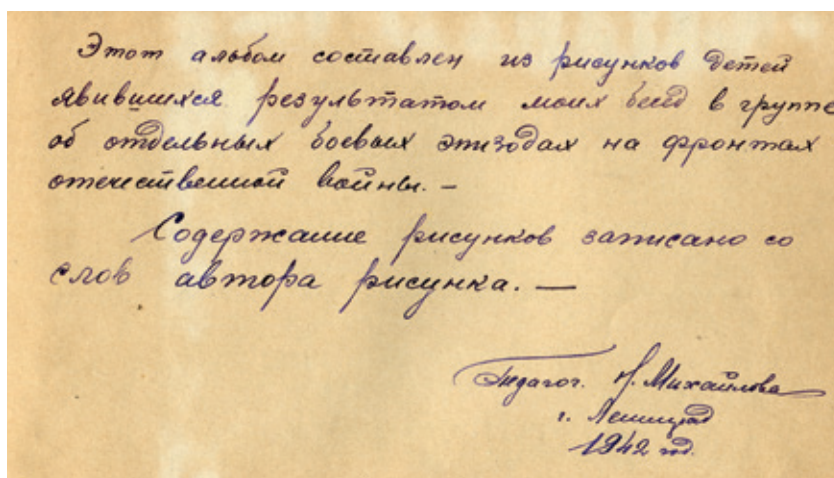 Этот альбом составлен из рисунков детей
явившихся результатом моих бесед в группе
об отдельных боевых эпизодах на фронтах
отечественной войны. —
Содержание рисунков записано со
слов автора рисунка. —
Педагог. Н. Михайлова
г. Ленинград
1942 год.